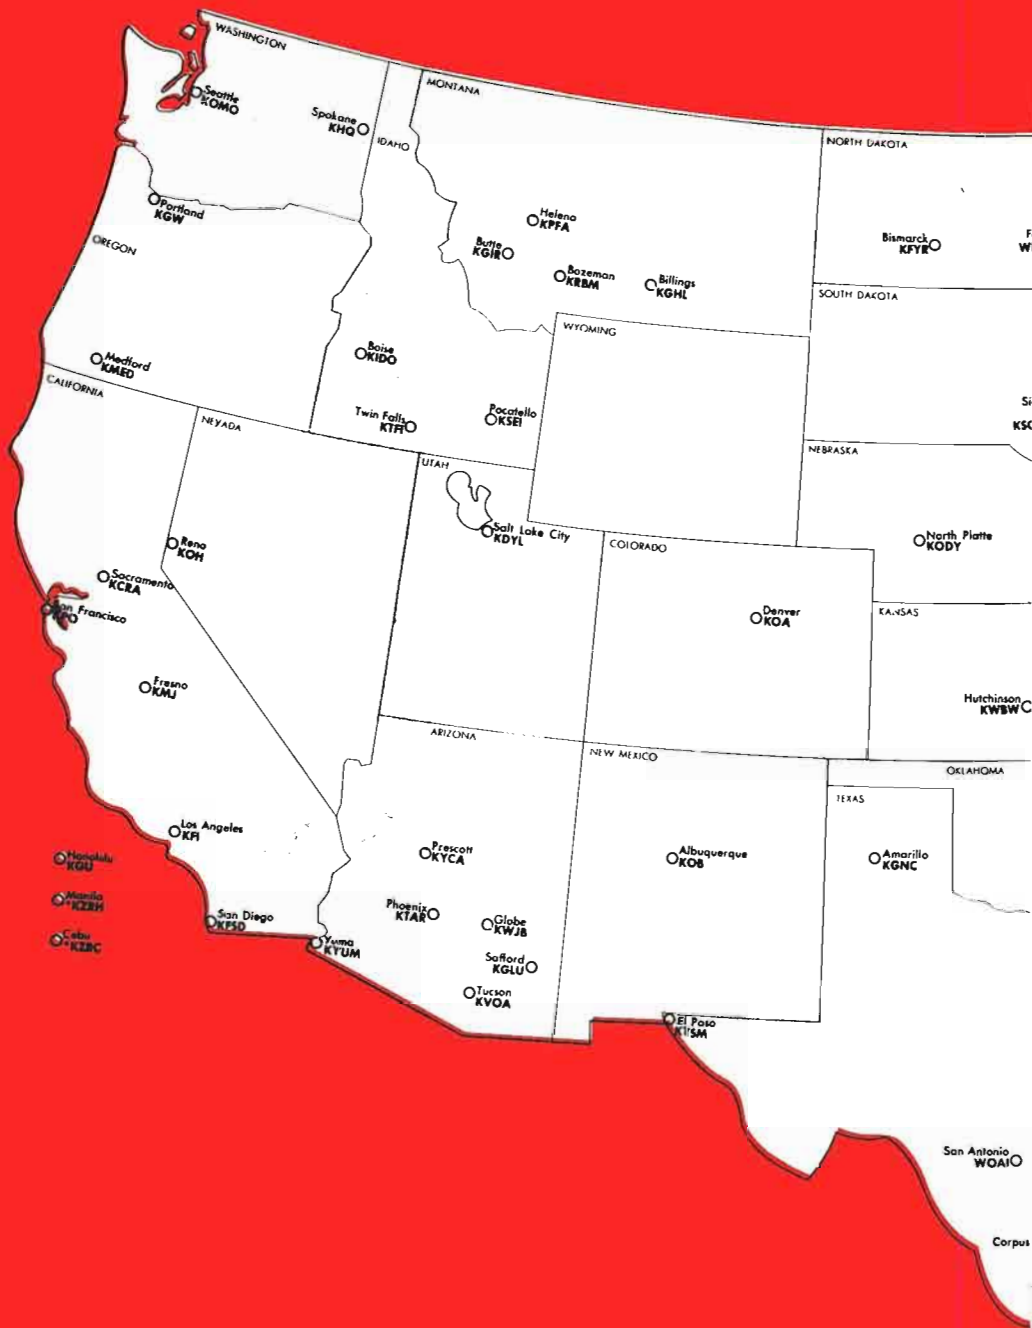 WASHINGTON
Seattle
KOMO
Spokane
KHQ
IDAHO
MONTANA
NORTH DAKOTA
Portland
KGW
OREGON
Helena
KPFA
Butte
KGIR
Bozeman
KRBM
Billings
KGHL
Bismarck
KFYR
SOUTH DAKOTA
WYOMING
Medford
KMED
CALIFORNIA
Boise
KIDO
Twin Falls
KTFI
Pocatello
KSEI
NEVADA
UTAH
NEBRASKA
Salt Lake City
KDYL
COLORADO
North Platte
KODY
Reno
KOH
Sacramento
KCRA
San Francisco
KPO
Denver
KOA
KANSAS
Fresno
KMJ
Hutchinson
KWBW
ARIZONA
NEW MEXICO
OKLAHOMA
TEXAS
Los Angeles
KFI
Honolulu
KGU
Manila
*KZRH
Cebu
*KZRC
Prescott
KYCA
Albuquerque
KOB
Amarillo
KGNC
Phoenix
KTAR
Globe
KWJB
San Diego
KFSD
Yuma
KYUM
Safford
KGLU
Tucson
KVOA
El Paso
KTSM
San Antonio
WOAI
Corpus